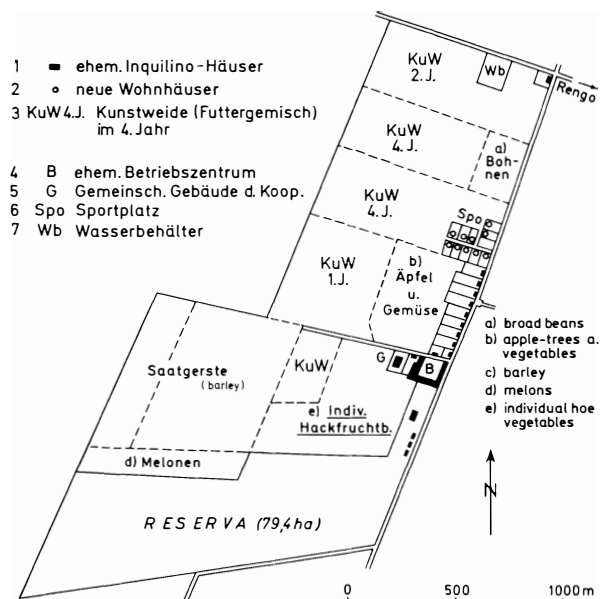 1 ehem. Inquilino-Häuser
2 neue Wohnhäuser
3 KuW 4.J. Kunstweide (Futtergemisch)
im 4. Jahr
4 B ehem. Betriebszentrum
5 G Gemeinsch. Gebäude d. Koop.
6 Spo Sportplatz
7 Wb Wasserbehälter
KuW
2. J.
Wb
Rengo
KuW
4. J.
a)
Boh-
nen
KuW
4. J.
Spo
KuW
1. J.
b)
Äpfel
u.
Gemüse
a) broad beans
b) apple-trees a.
vegetables
c) barley
d) melons
e) individual hoe
vegetables
Saatgerste
(barley)
KuW
G
B
e) Indiv.
Hackfruchtb.
d) Melonen
RESERVA (79,4 ha)
N
0 500 1000 m